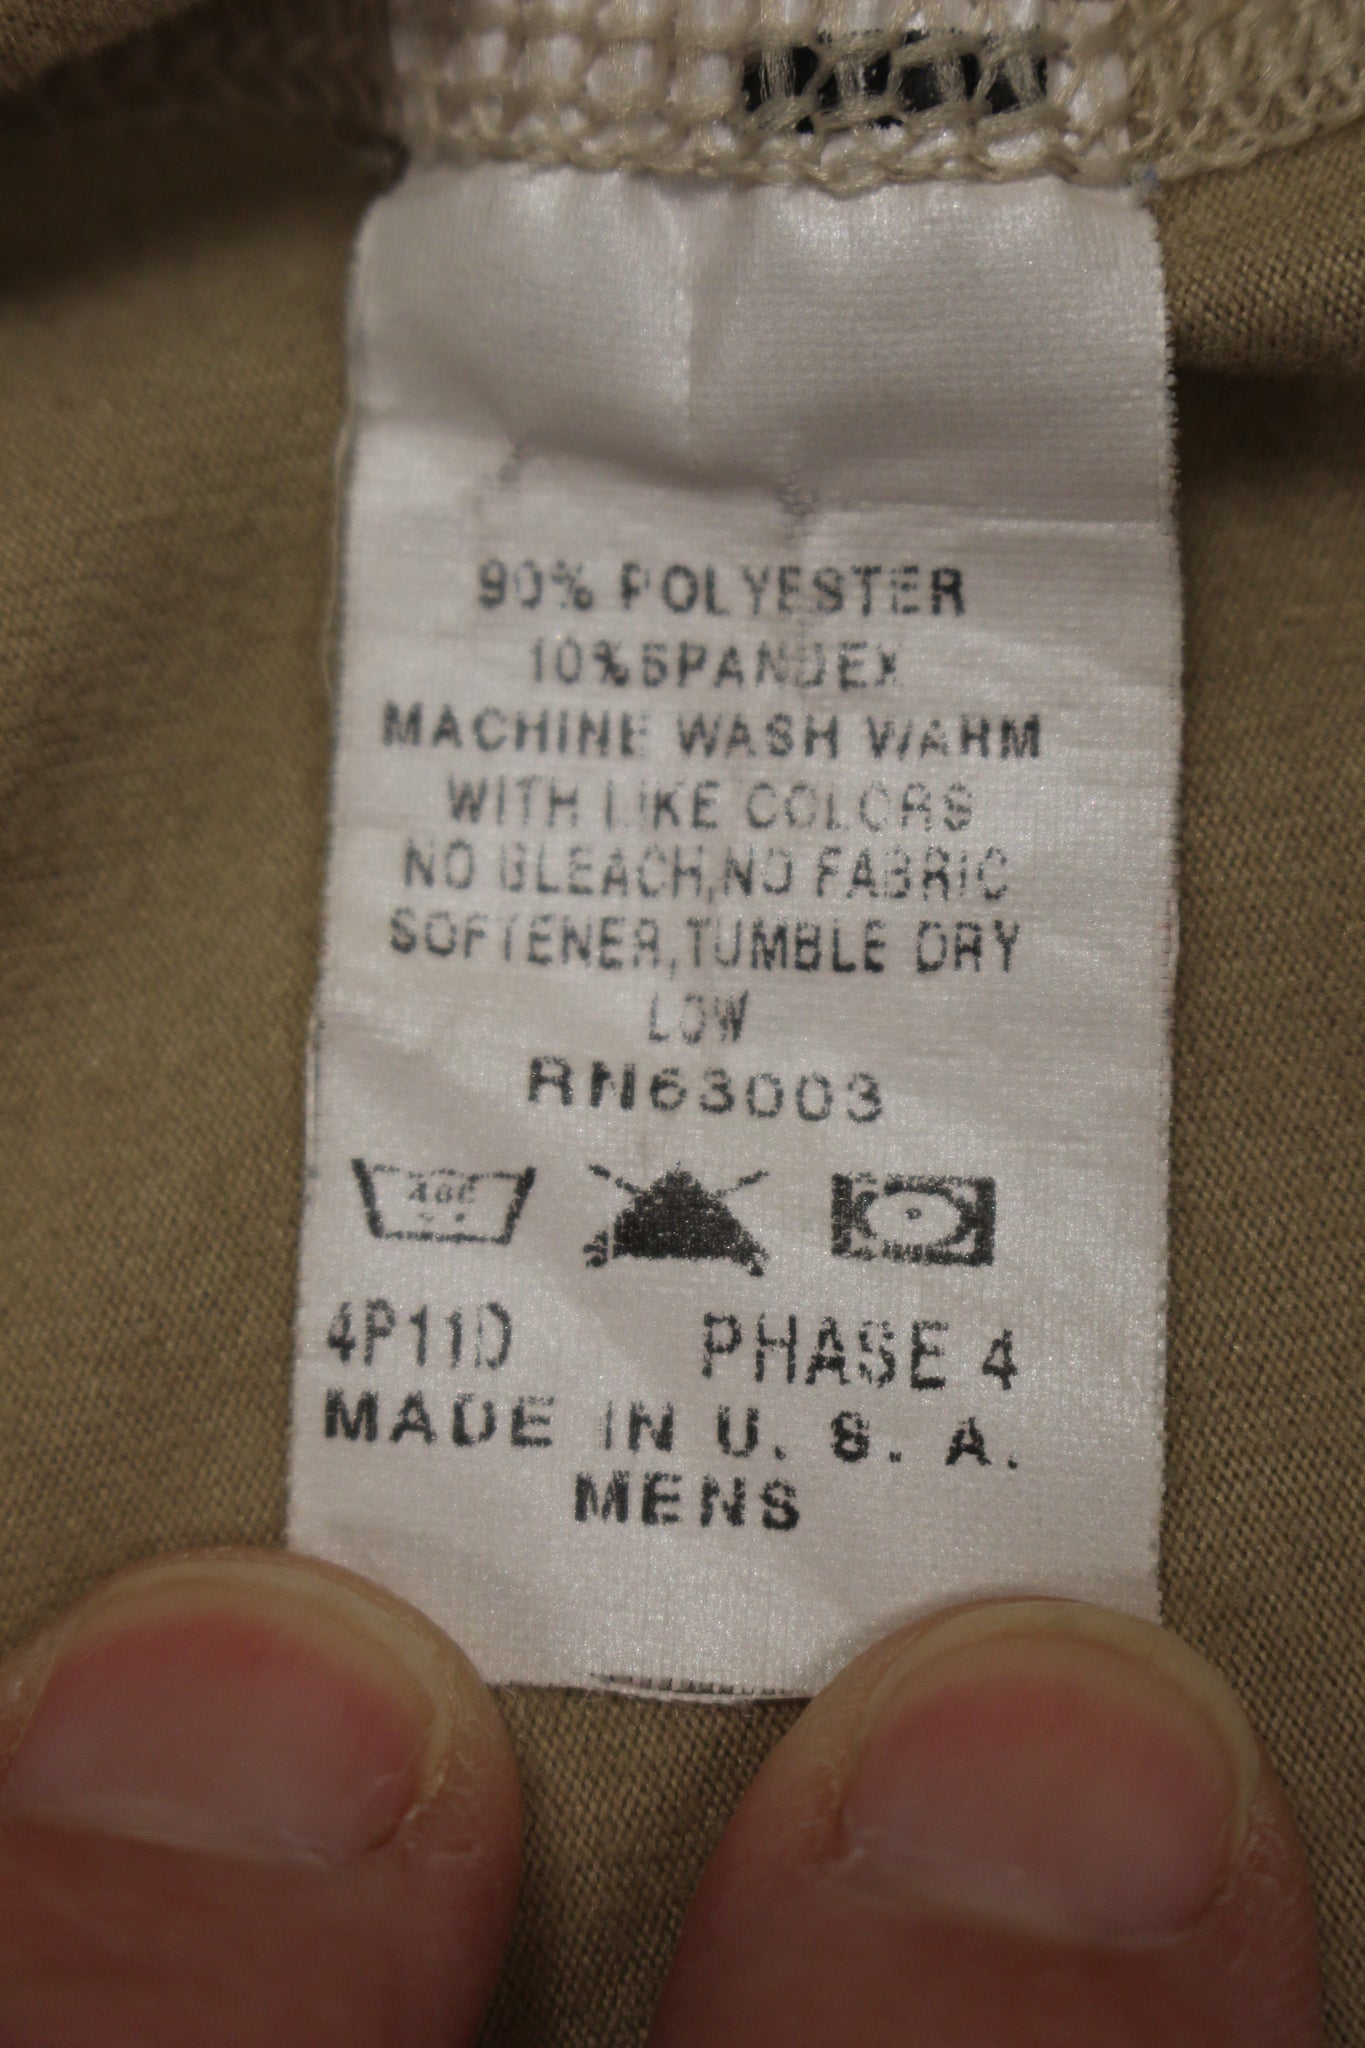 90% POLYESTER
10% SPANDEX
MACHINE WASH WARM
WITH LIKE COLORS
NO BLEACH, NO FABRIC
SOFTENER, TUMBLE DRY
LOW
RN63003
4P11D PHASE 4
MADE IN U. S. A.
MENS